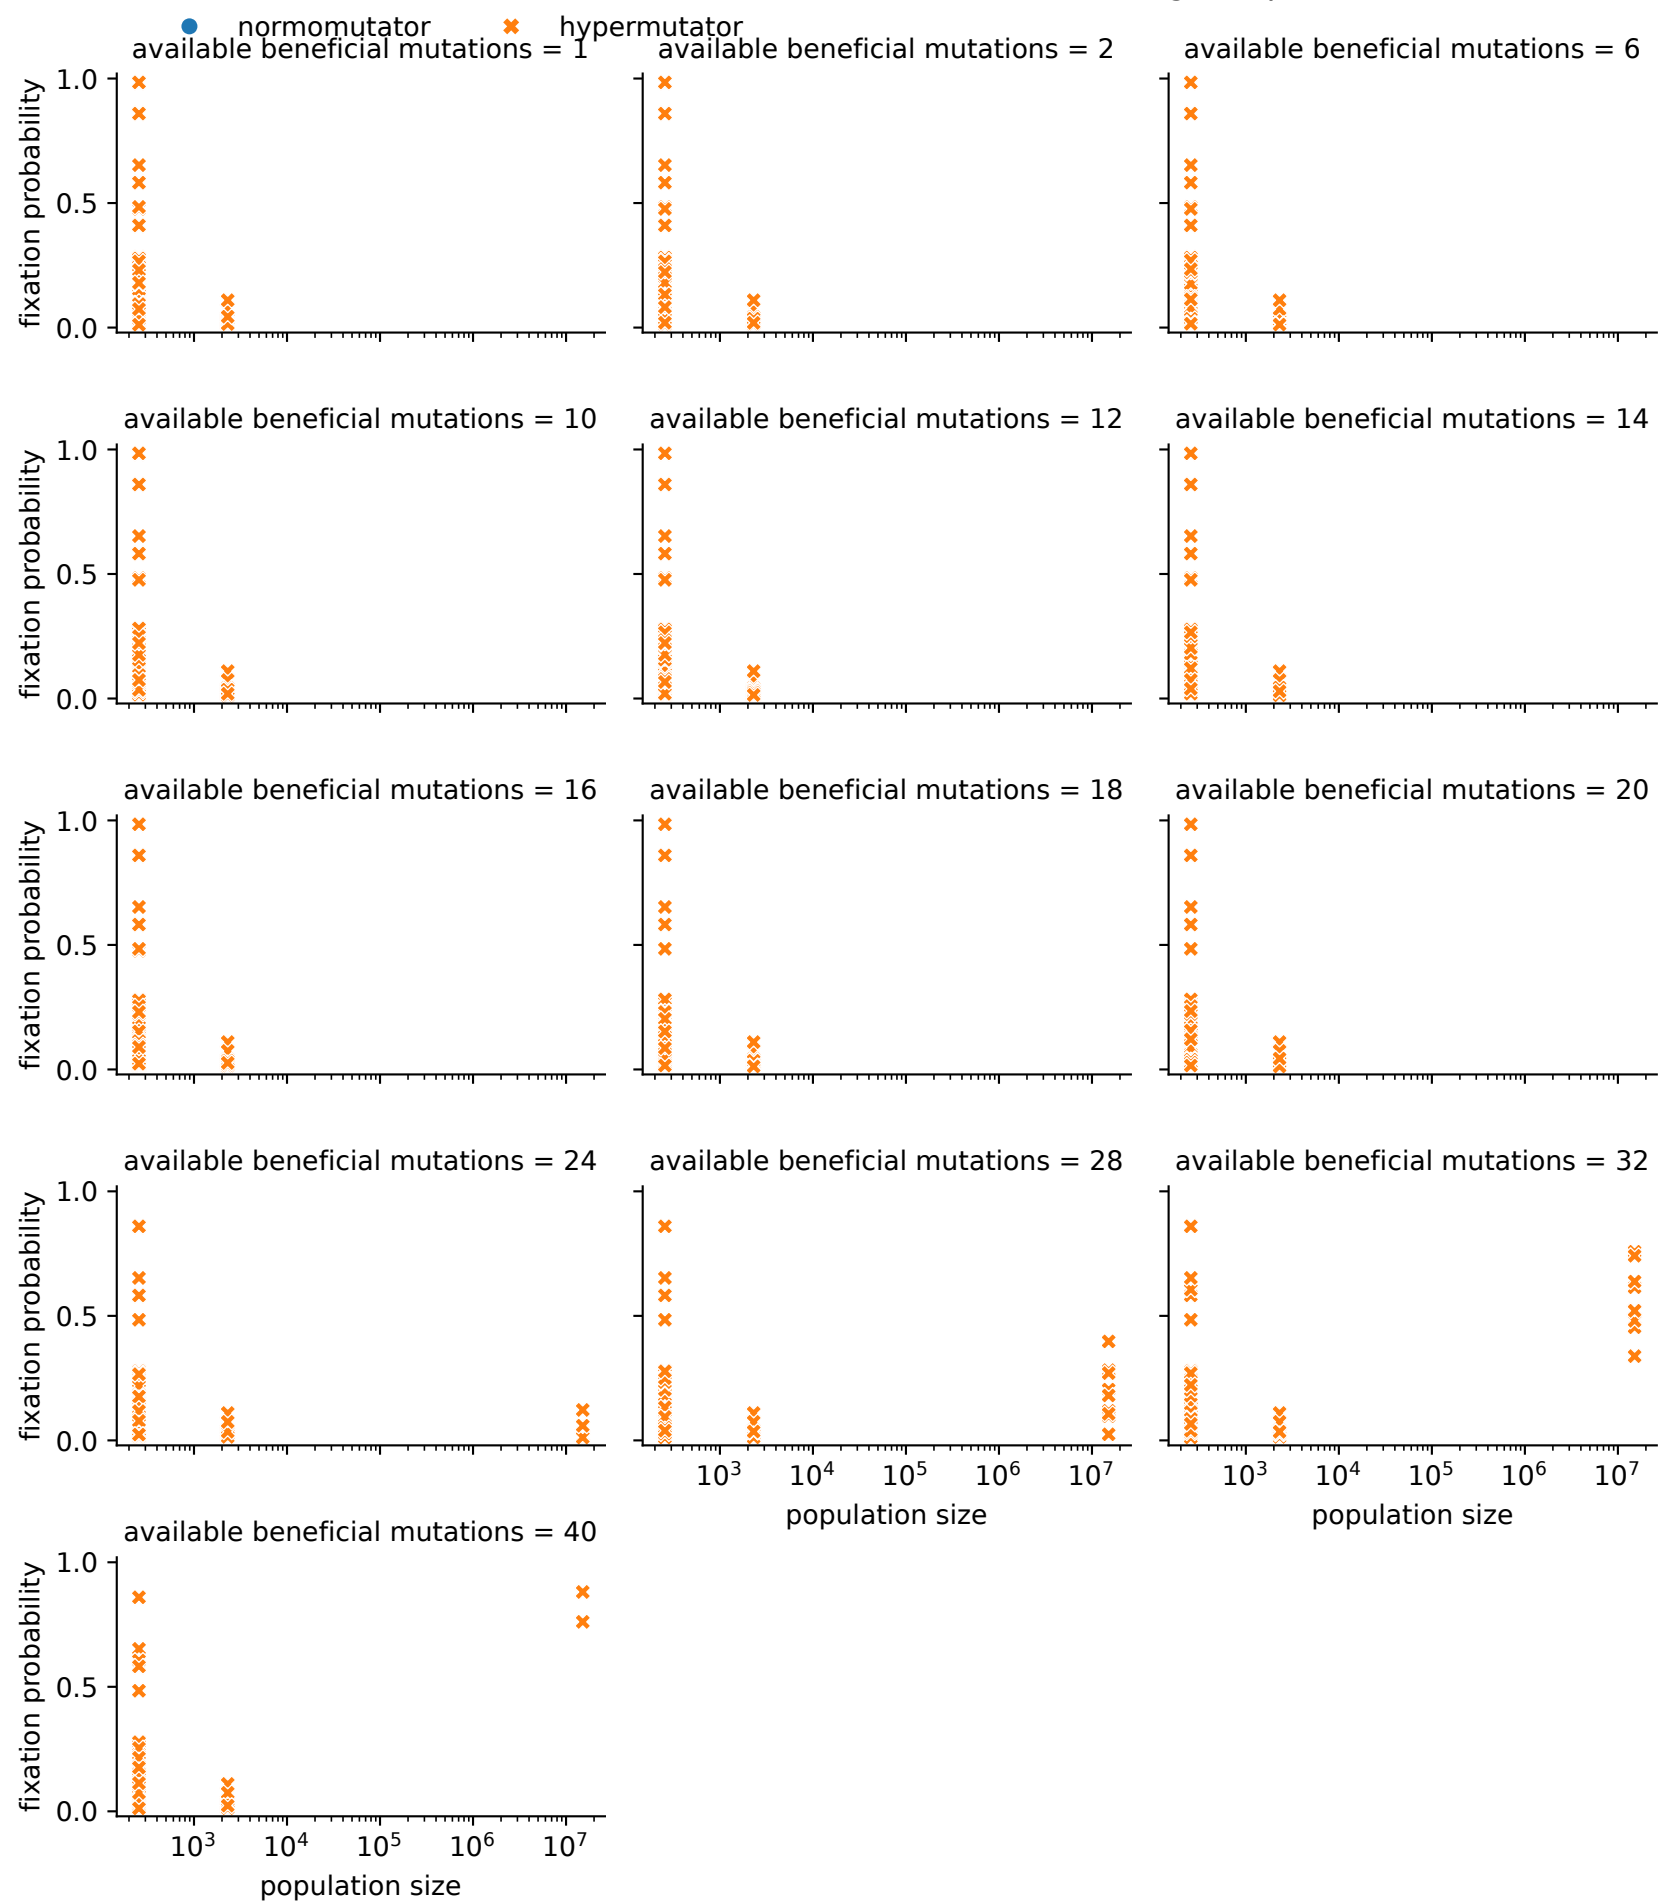 normomutator hypermutator
available beneficial mutations = 1 available beneficial mutations = 2 available beneficial mutations = 6
fixation probability
1.0
0.5
0.0
available beneficial mutations = 10 available beneficial mutations = 12 available beneficial mutations = 14
fixation probability
1.0
0.5
0.0
available beneficial mutations = 16 available beneficial mutations = 18 available beneficial mutations = 20
fixation probability
1.0
0.5
0.0
available beneficial mutations = 24 available beneficial mutations = 28 available beneficial mutations = 32
fixation probability
1.0
0.5
0.0
10³ 10⁴ 10⁵ 10⁶ 10⁷ 10³ 10⁴ 10⁵ 10⁶ 10⁷
population size population size
available beneficial mutations = 40
fixation probability
1.0
0.5
0.0
10³ 10⁴ 10⁵ 10⁶ 10⁷
population size